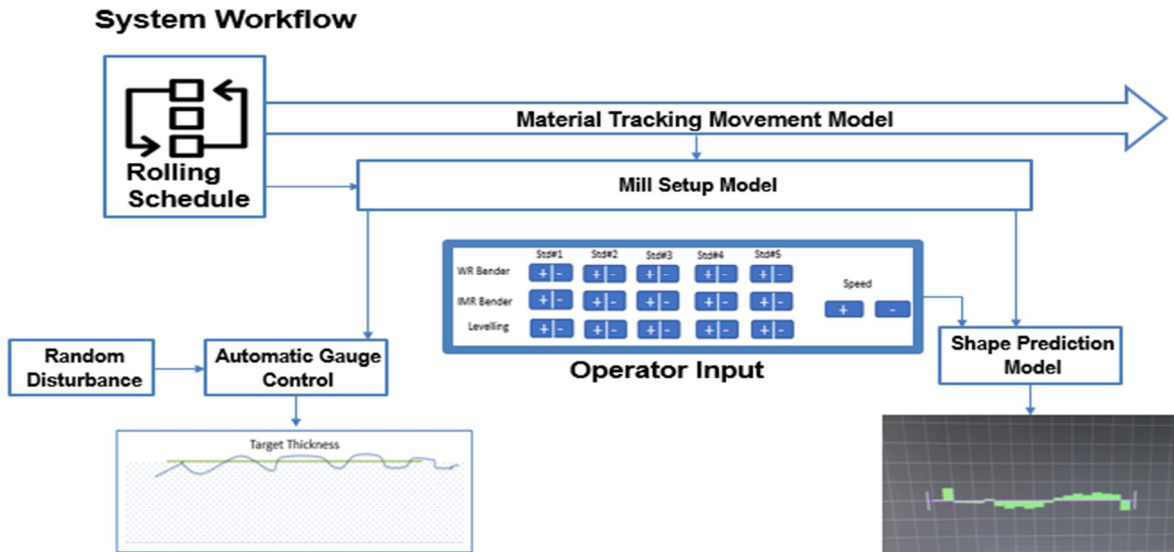 System Workflow
Rolling
Schedule
Material Tracking Movement Model
Mill Setup Model
Std#1 Std#2 Std#3 Std#4 Std#5
WR Bender + - + - + - + - + -
Speed
IMR Bender + - + - + - + - + -
+ -
Levelling + - + - + - + - + -
Operator Input
Random
Disturbance
Automatic Gauge
Control
Shape Prediction
Model
Target Thickness